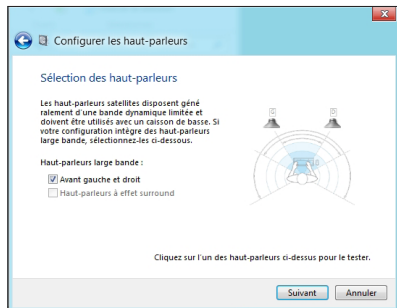 Configurer les haut-parleurs
Sélection des haut-parleurs
Les haut-parleurs satellites disposent géné
ralement d'une bande dynamique limitée et
doivent être utilisés avec un caisson de basse. Si
votre configuration intègre des haut-parleurs
large bande, sélectionnez-les ci-dessous.
Haut-parleurs large bande :
Avant gauche et droit
Haut-parleurs à effet surround
Cliquez sur l'un des haut-parleurs ci-dessus pour le tester.
Suivant
Annuler